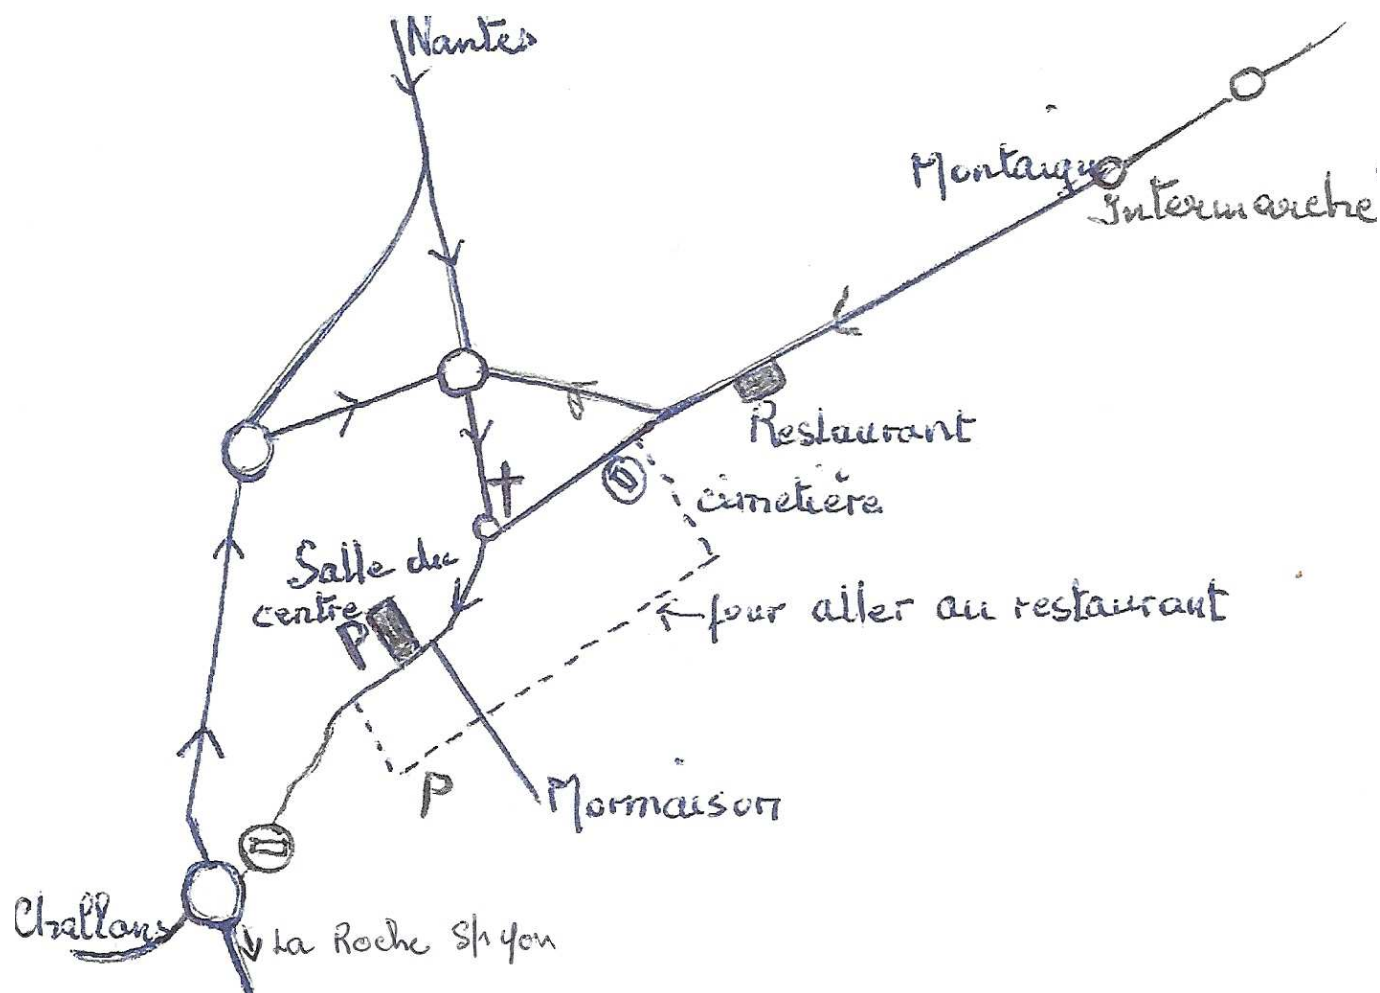 Nantes
Montaigu
Intermarché
Restaurant
cimetière
Salle du
centre
P
pour aller au restaurant
P
Mormaison
Challans
La Roche S/ Yon